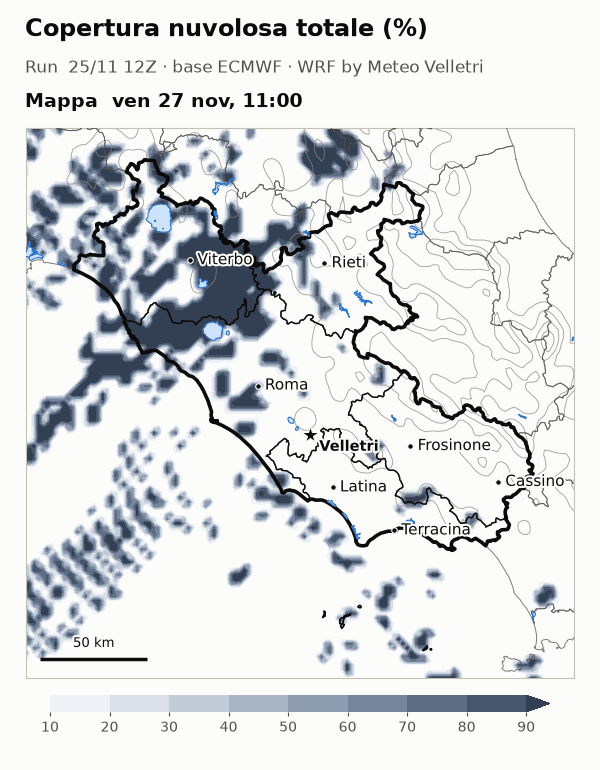 Copertura nuvolosa totale (%)
Run  25/11 12Z · base ECMWF · WRF by Meteo Velletri
Mappa  ven 27 nov, 11:00
Viterbo
Rieti
Roma
Velletri
Frosinone
Cassino
Latina
Terracina
50 km
10 20 30 40 50 60 70 80 90